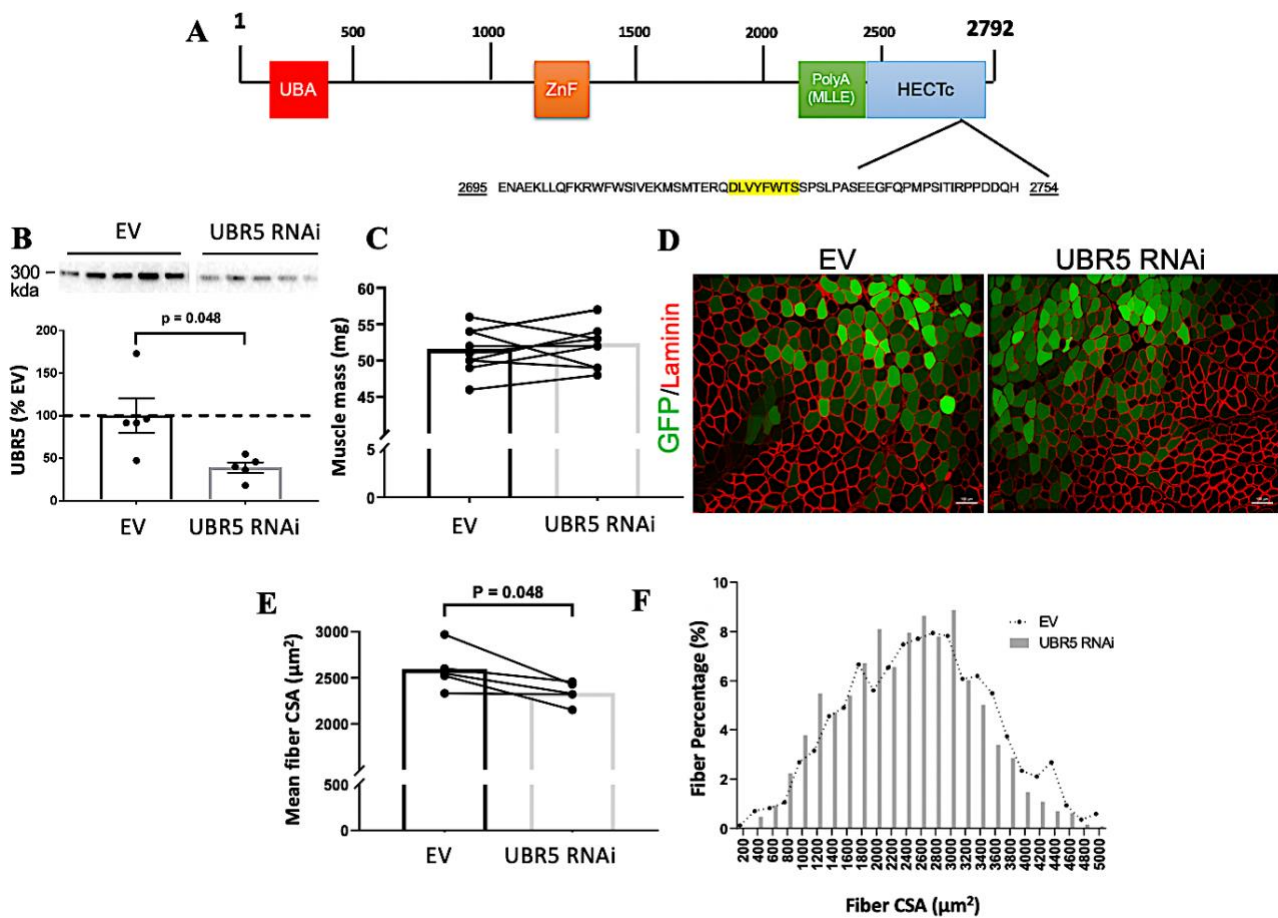 A
1
500
1000
1500
2000
2500
2792
UBA
ZnF
PolyA
(MLLE)
HECTc
2695 ENAEKLLQFKRWFWSIVEKMSMTERQDLVYFWTSSPSLPASEEGFQPMPSITIRPPDDQH 2754
B
EV
UBR5 RNAi
300
kda
p = 0.048
UBR5 (% EV)
200
150
100
50
0
EV
UBR5 RNAi
C
Muscle mass (mg)
60
55
50
45
5
0
EV
UBR5 RNAi
D
EV
UBR5 RNAi
GFP/Laminin
E
P = 0.048
Mean fiber CSA (µm²)
3000
2500
2000
500
0
EV
UBR5 RNAi
F
Fiber Percentage (%)
10
8
6
4
2
0
EV
UBR5 RNAi
200
400
600
800
1000
1200
1400
1600
1800
2000
2200
2400
2600
2800
3000
3200
3400
3600
3800
4000
4200
4400
4600
4800
5000
Fiber CSA (µm²)